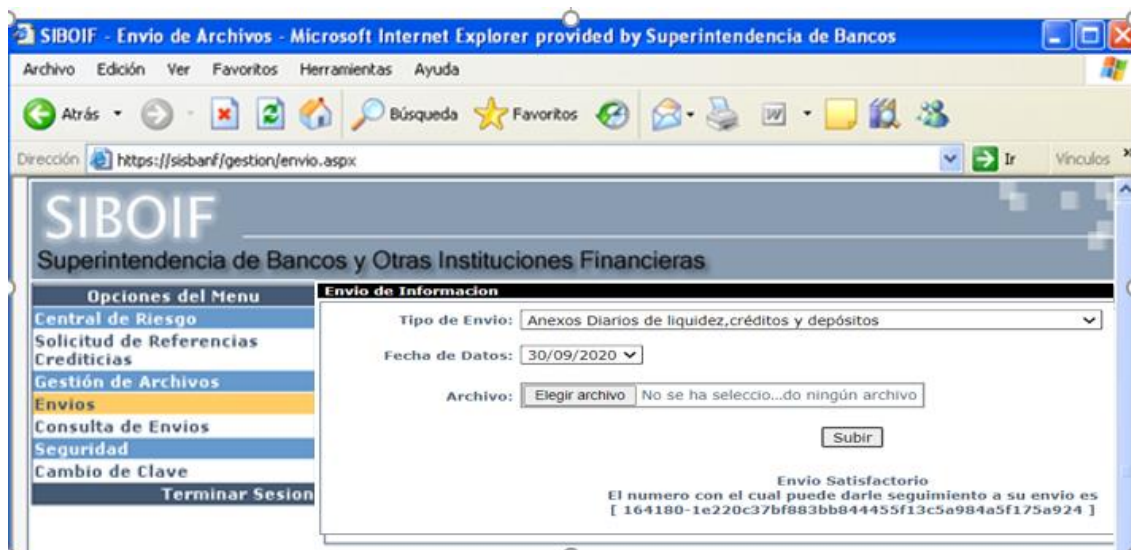 SIBOIF - Envio de Archivos - Microsoft Internet Explorer provided by Superintendencia de Bancos
Archivo Edición Ver Favoritos Herramientas Ayuda
Atrás Búsqueda Favoritos
Dirección https://sisbanf/gestion/envio.aspx Ir Vínculos »
SIBOIF
Superintendencia de Bancos y Otras Instituciones Financieras
Opciones del Menu
Central de Riesgo
Solicitud de Referencias
Crediticias
Gestión de Archivos
Envios
Consulta de Envios
Seguridad
Cambio de Clave
Terminar Sesion
Envio de Informacion
Tipo de Envio: Anexos Diarios de liquidez,créditos y depósitos
Fecha de Datos: 30/09/2020
Archivo: Elegir archivo No se ha seleccio...do ningún archivo
Subir
Envio Satisfactorio
El numero con el cual puede darle seguimiento a su envio es
[ 164180-1e220c37bf883bb844455f13c5a984a5f175a924 ]